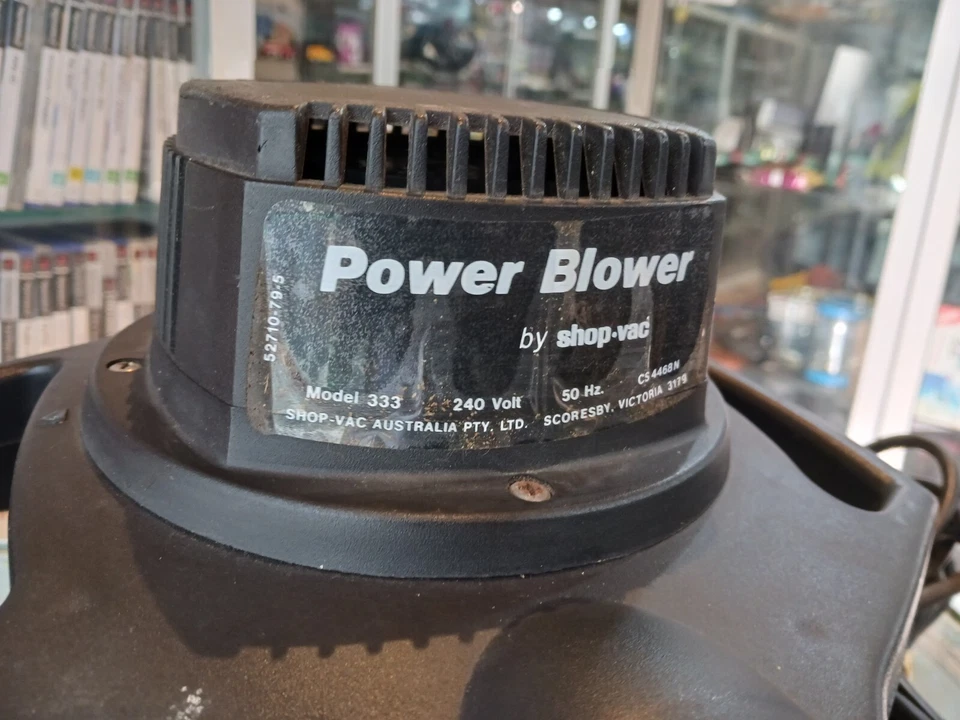 Power Blower
by shop·vac
52710-79-5
Model 333 240 Volt 50 Hz. CS4468N
SHOP-VAC AUSTRALIA PTY. LTD. SCORESBY. VICTORIA 3179